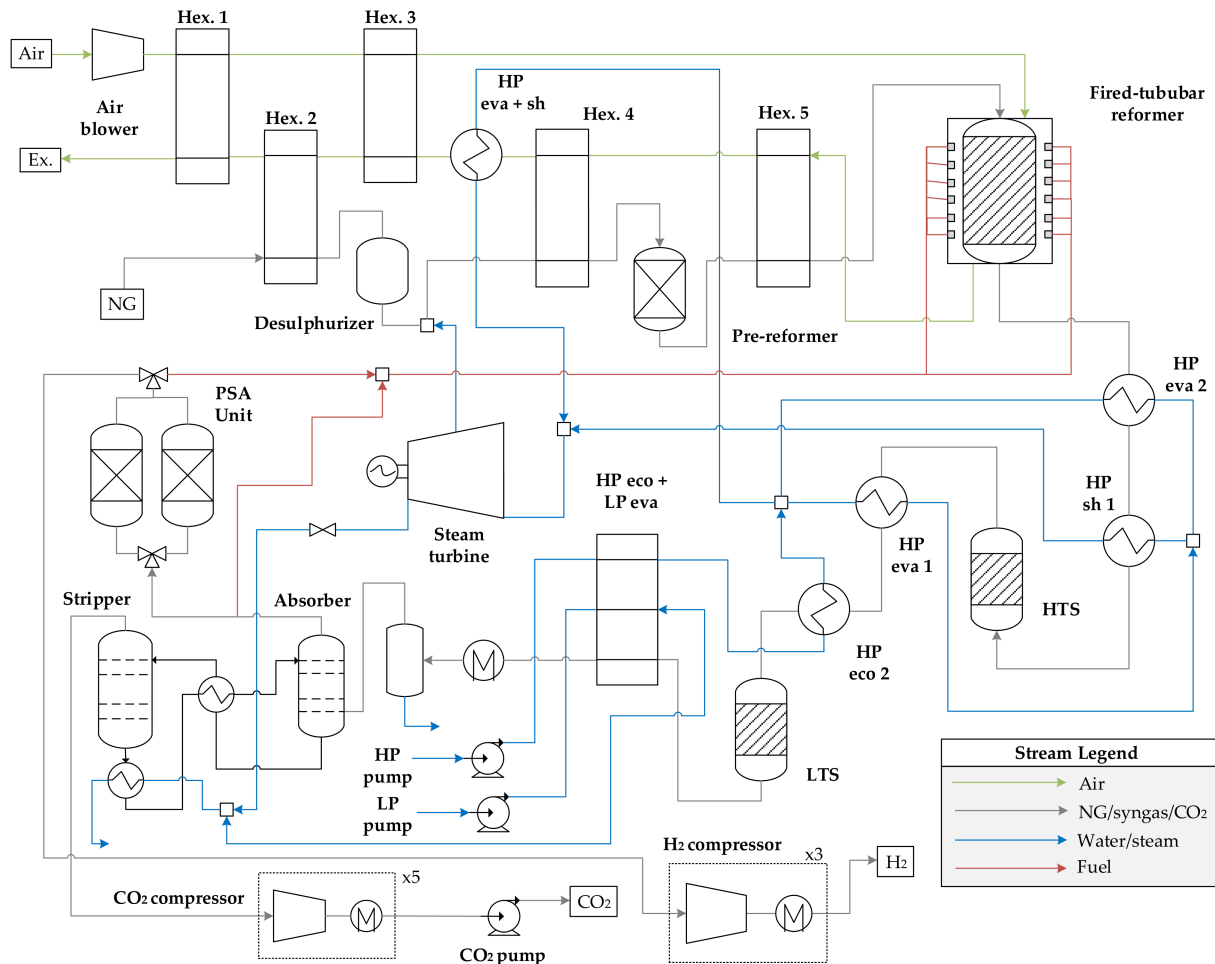 Hex. 1
Hex. 3
Air
Air
blower
Hex. 2
HP
eva + sh
Hex. 4
Hex. 5
Fired-tububar
reformer
Ex.
NG
Desulphurizer
Pre-reformer
PSA
Unit
HP
eva 2
HP eco +
LP eva
Steam
turbine
HP
eva 1
HP
sh 1
HTS
Stripper
Absorber
HP
eco 2
HP
pump
LP
pump
LTS
Stream Legend
Air
NG/syngas/CO2
Water/steam
Fuel
H2 compressor
x3
H2
CO2 compressor
x5
CO2
CO2 pump